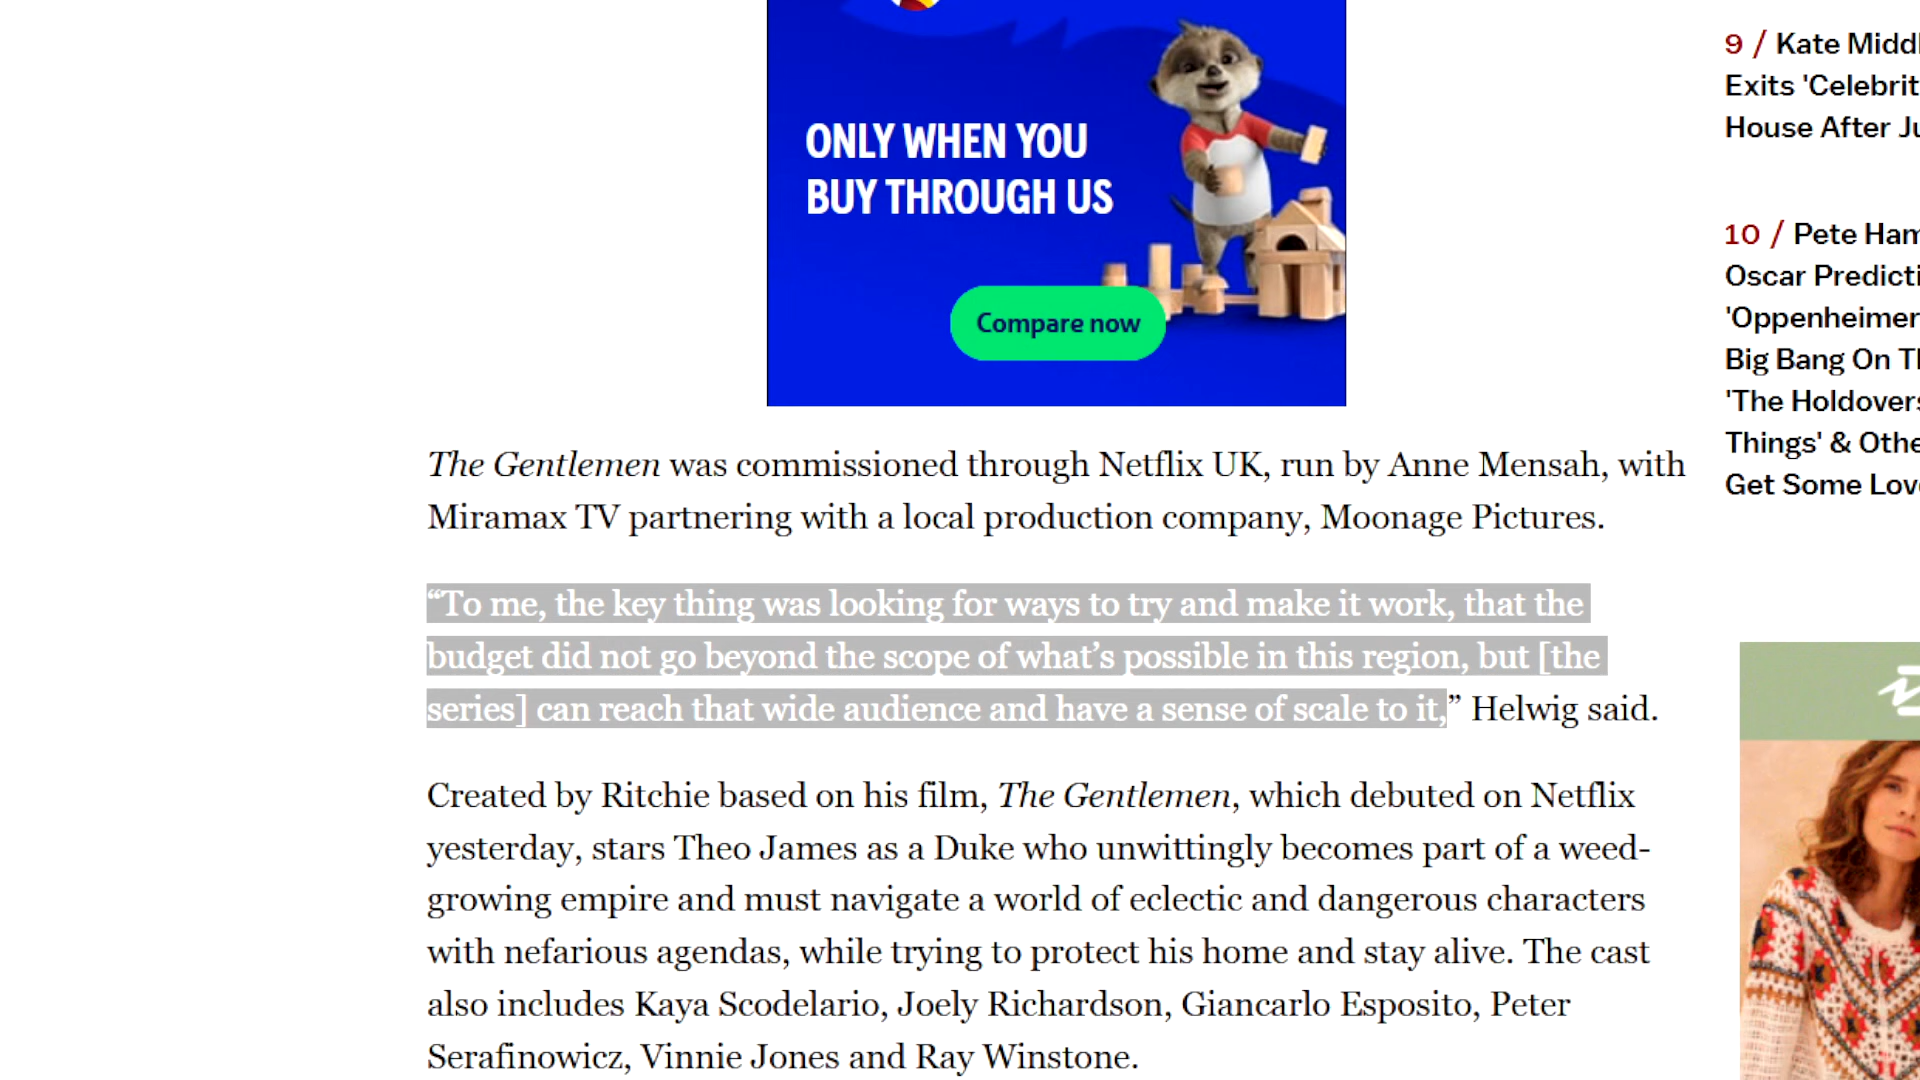 ONLY WHEN YOU
BUY THROUGH US
Compare now
The Gentlemen was commissioned through Netflix UK, run by Anne Mensah, with
Miramax TV partnering with a local production company, Moonage Pictures.
“To me, the key thing was looking for ways to try and make it work, that the
budget did not go beyond the scope of what’s possible in this region, but [the
series] can reach that wide audience and have a sense of scale to it,” Helwig said.
Created by Ritchie based on his film, The Gentlemen, which debuted on Netflix
yesterday, stars Theo James as a Duke who unwittingly becomes part of a weed-
growing empire and must navigate a world of eclectic and dangerous characters
with nefarious agendas, while trying to protect his home and stay alive. The cast
also includes Kaya Scodelario, Joely Richardson, Giancarlo Esposito, Peter
Serafinowicz, Vinnie Jones and Ray Winstone.
9 / Kate Middl
Exits 'Celebrit
House After Ju
10 / Pete Ham
Oscar Predicti
'Oppenheimer
Big Bang On Th
'The Holdovers
Things' & Othe
Get Some Love